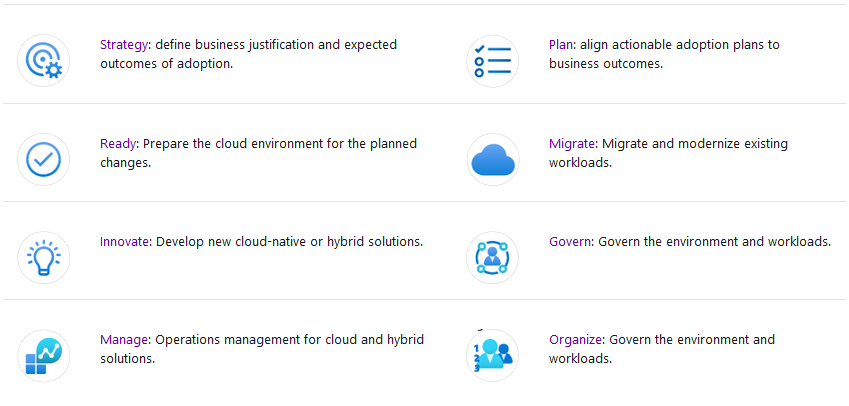 Strategy: define business justification and expected
outcomes of adoption.
Plan: align actionable adoption plans to
business outcomes.
Ready: Prepare the cloud environment for the planned
changes.
Migrate: Migrate and modernize existing
workloads.
Innovate: Develop new cloud-native or hybrid solutions.
Govern: Govern the environment and workloads.
Manage: Operations management for cloud and hybrid
solutions.
1
2
3
Organize: Govern the environment and
workloads.